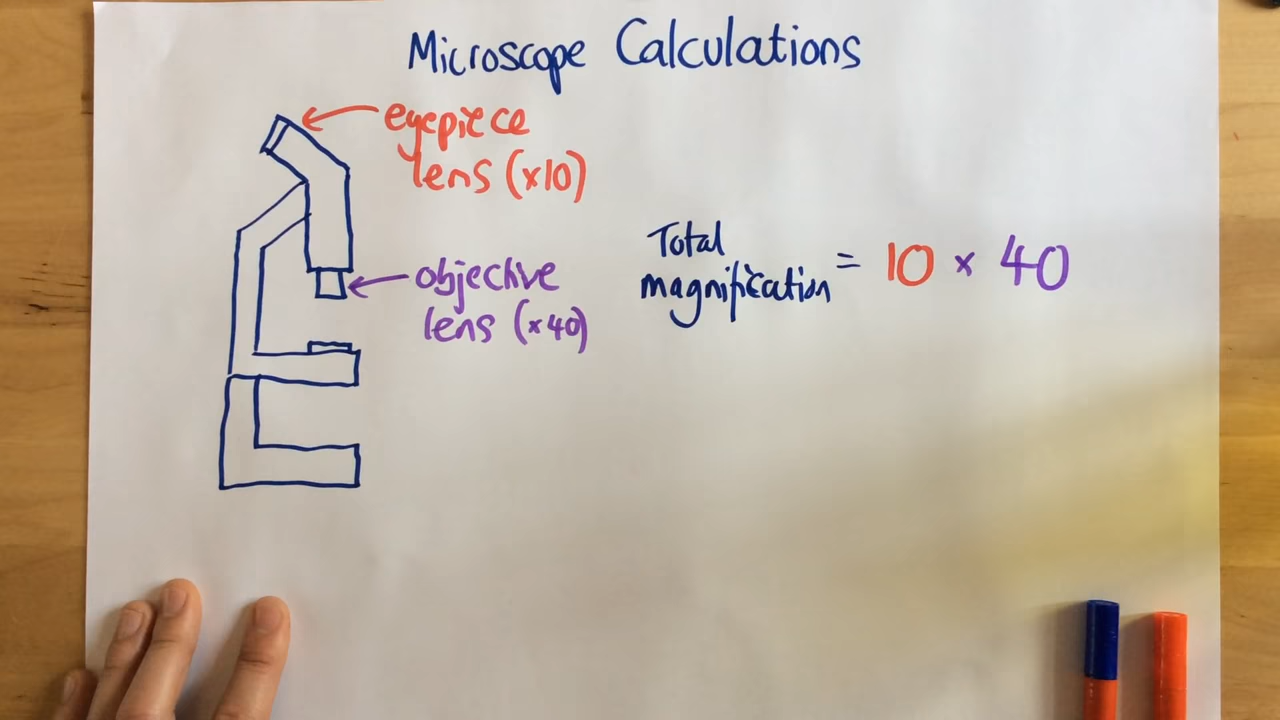 Microscope Calculations
eyepiece
lens (x10)
objective
lens (x40)
Total
magnification = 10 x 40